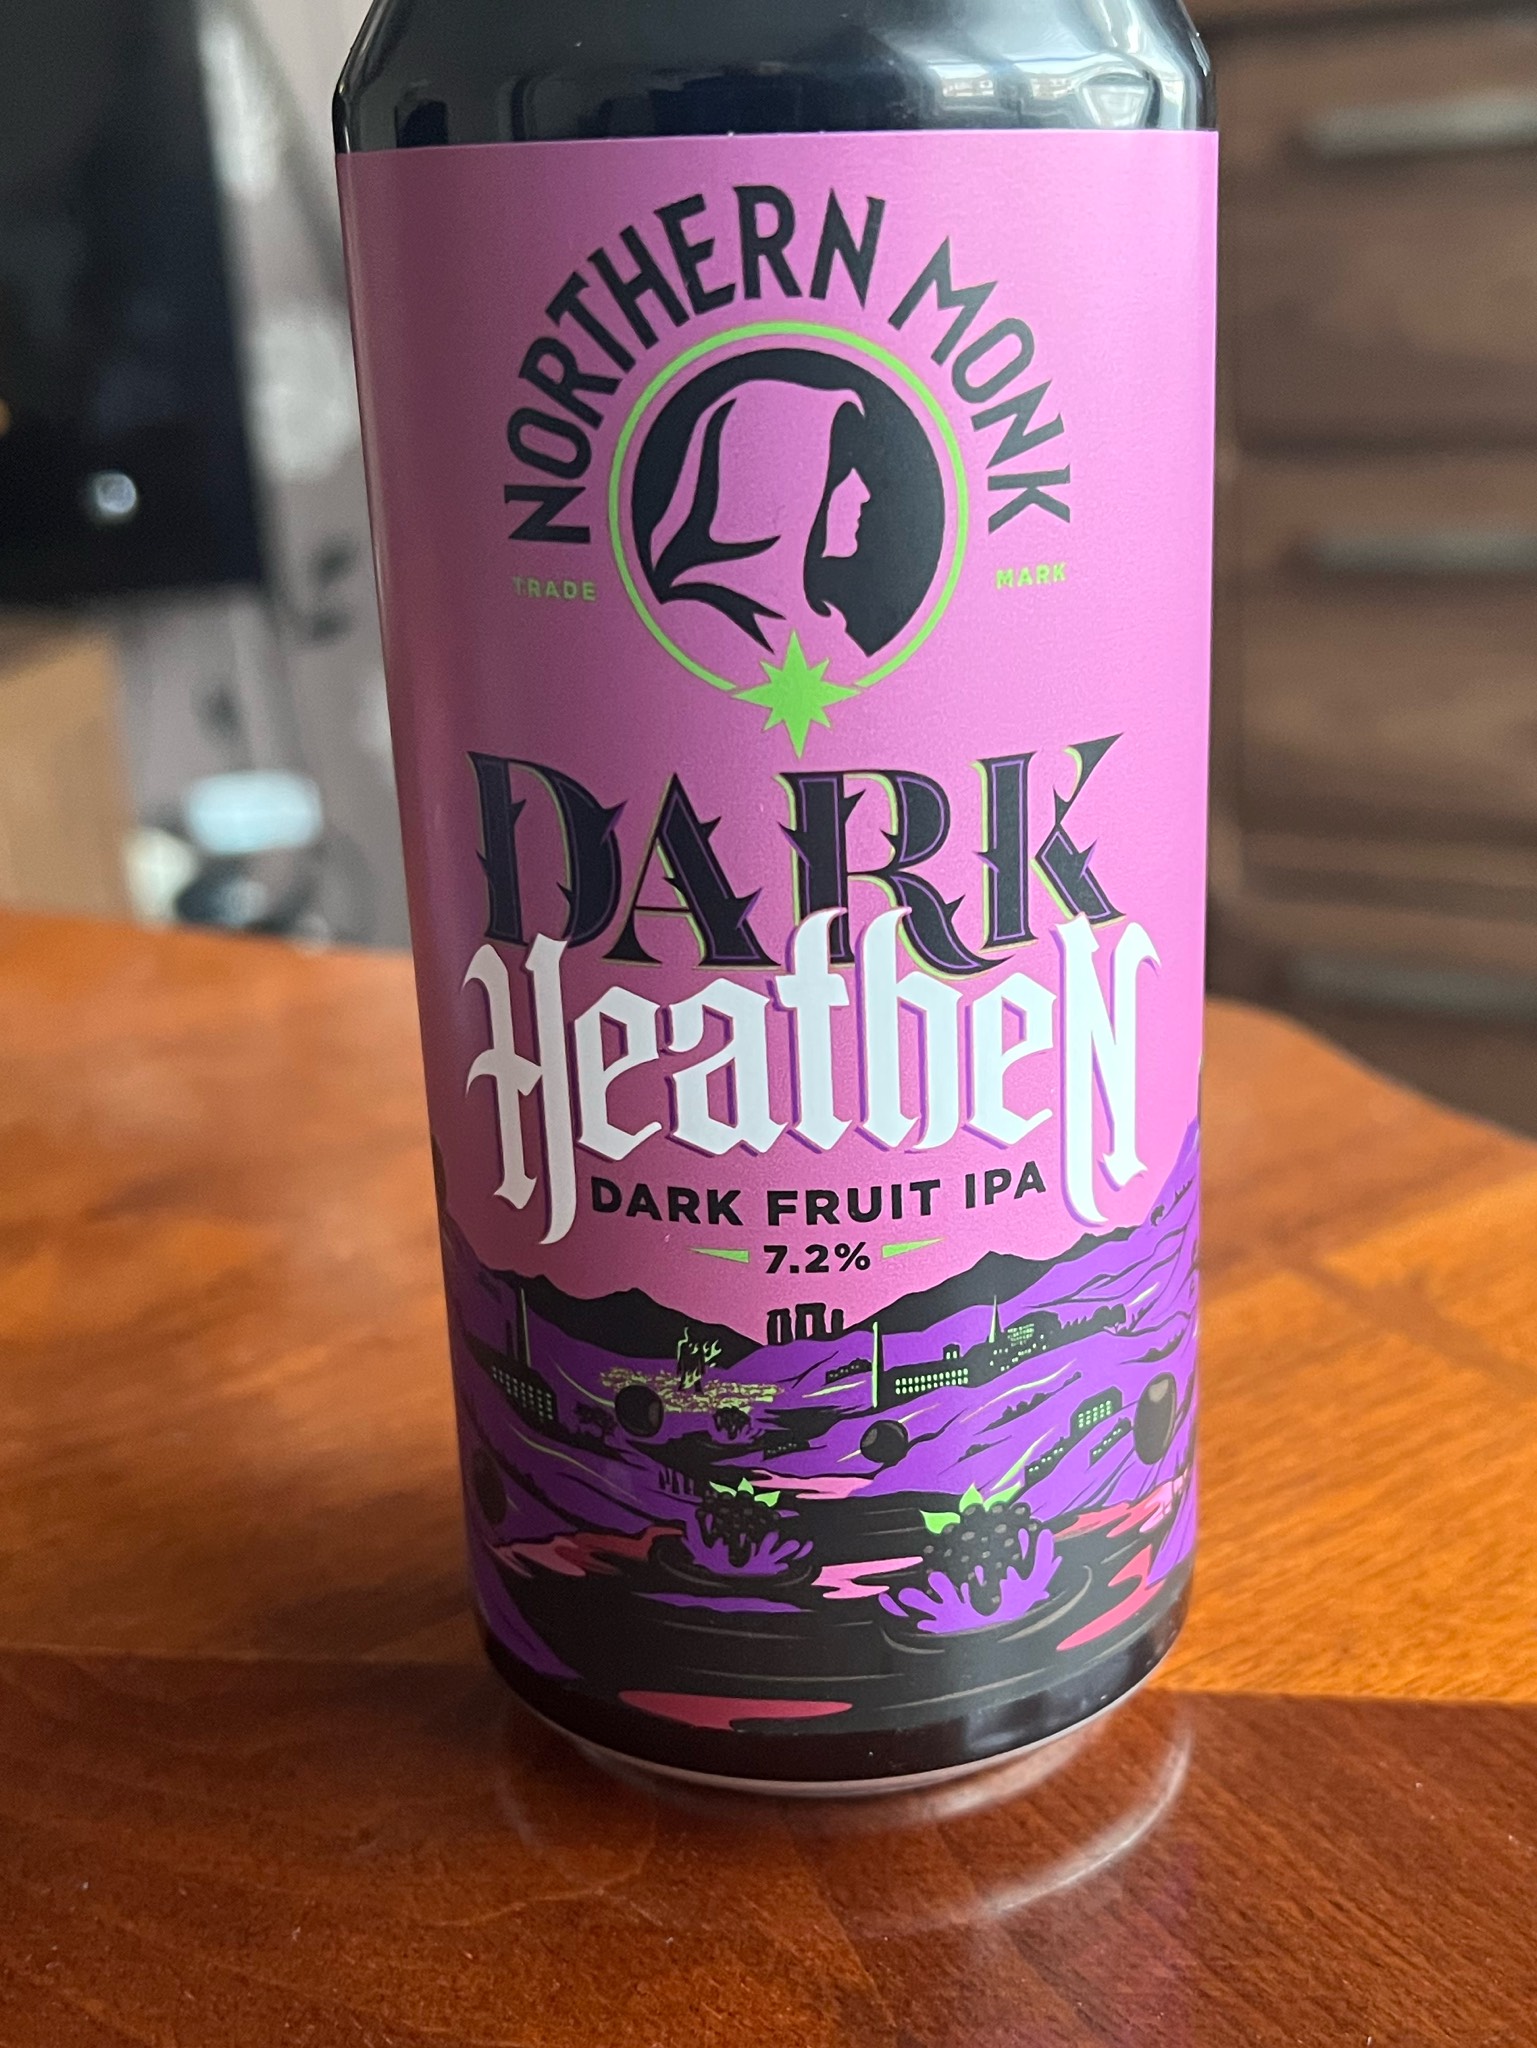 NORTHERN MONK
TRADE MARK
DARK
HeatheN
DARK FRUIT IPA
7.2%